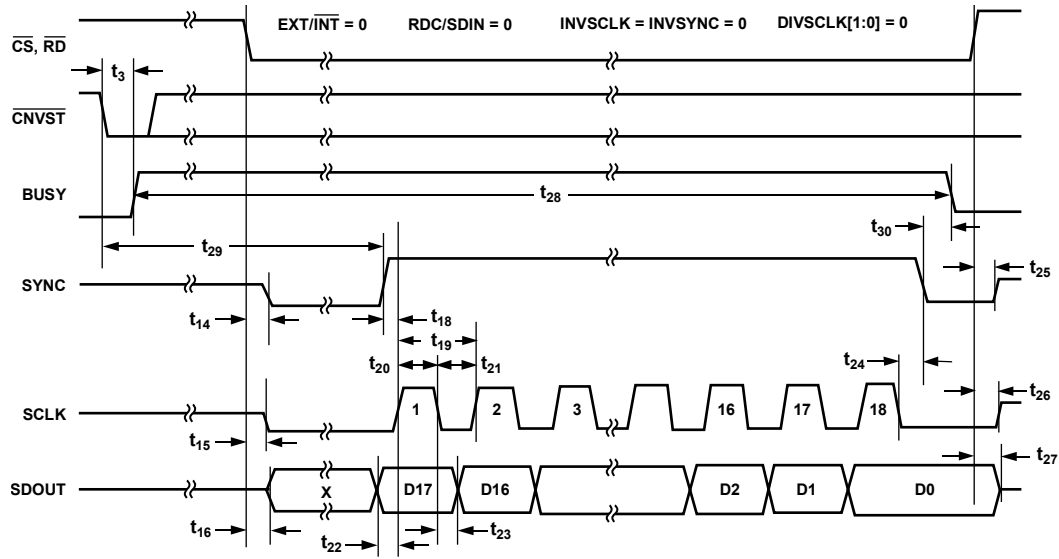 EXT/INT = 0 RDC/SDIN = 0 INVSCLK = INVSYNC = 0 DIVSCLK[1:0] = 0
CS, RD
t3
CNVST
BUSY
t28
t30
t29
t25
SYNC
t14
t18
t19
t20
t21
t24
t26
SCLK
1 2 3 16 17 18
t15
t27
SDOUT
X D17 D16 D2 D1 D0
t16
t23
t22